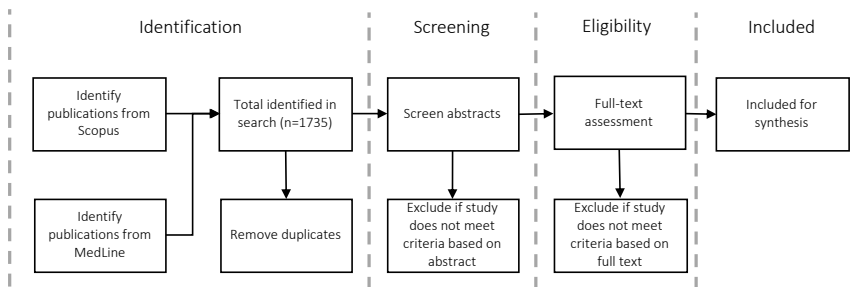 Identification
Screening
Eligibility
Included
Identify
publications from
Scopus
Total identified in
search (n=1735)
Screen abstracts
Full-text
assessment
Included for
synthesis
Identify
publications from
MedLine
Remove duplicates
Exclude if study
does not meet
criteria based on
abstract
Exclude if study
does not meet
criteria based on
full text